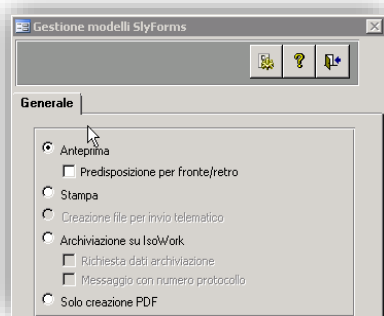 Gestione modelli SlyForms
Generale
Anteprima
Predisposizione per fronte/retro
Stampa
Creazione file per invio telematico
Archiviazione su IsoWork
Richiesta dati archiviazione
Messaggio con numero protocollo
Solo creazione PDF